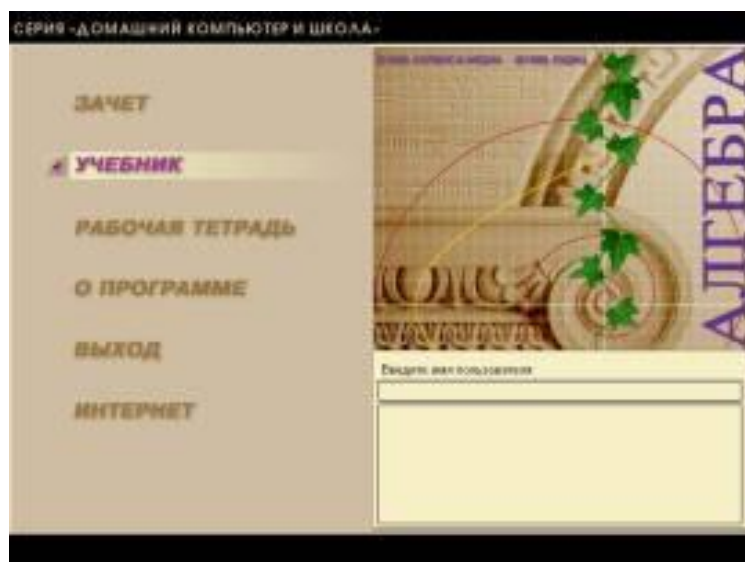 СЕРИЯ «ДОМАШНИЙ КОМПЬЮТЕР И ШКОЛА»
ЗАЧЕТ
УЧЕБНИК
РАБОЧАЯ ТЕТРАДЬ
О ПРОГРАММЕ
ВЫХОД
ИНТЕРНЕТ
АЛГЕБРА
Введите имя пользователя